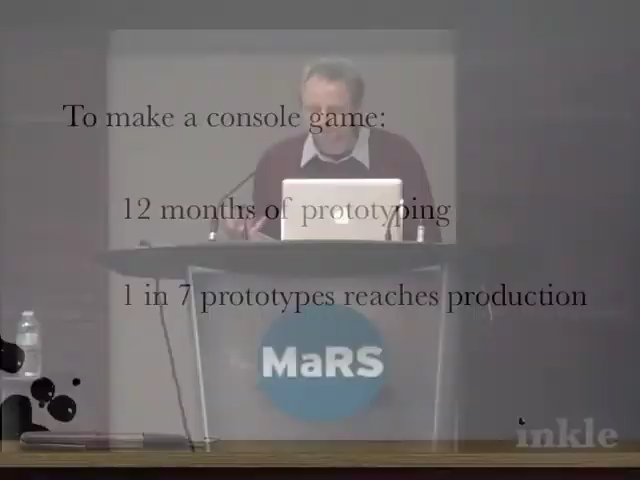 To make a console game:
12 months of prototyping
1 in 7 prototypes reaches production
MaRS
inkle